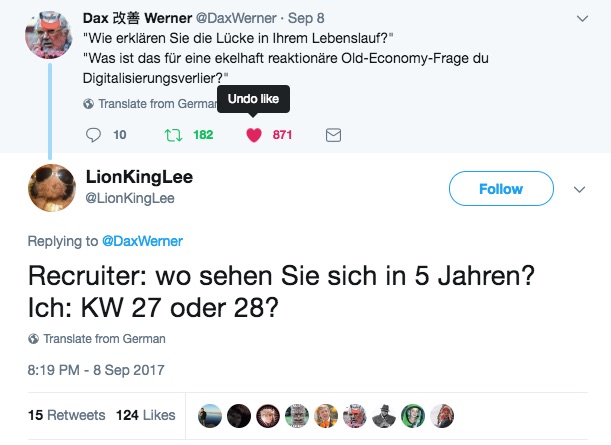 Dax 改善 Werner @DaxWerner · Sep 8
"Wie erklären Sie die Lücke in Ihrem Lebenslauf?"
"Was ist das für eine ekelhaft reaktionäre Old-Economy-Frage du
Digitalisierungsverlier?"
Translate from German
Undo like
10 182 871
LionKingLee
@LionKingLee
Follow
Replying to @DaxWerner
Recruiter: wo sehen Sie sich in 5 Jahren?
Ich: KW 27 oder 28?
Translate from German
8:19 PM - 8 Sep 2017
15 Retweets 124 Likes